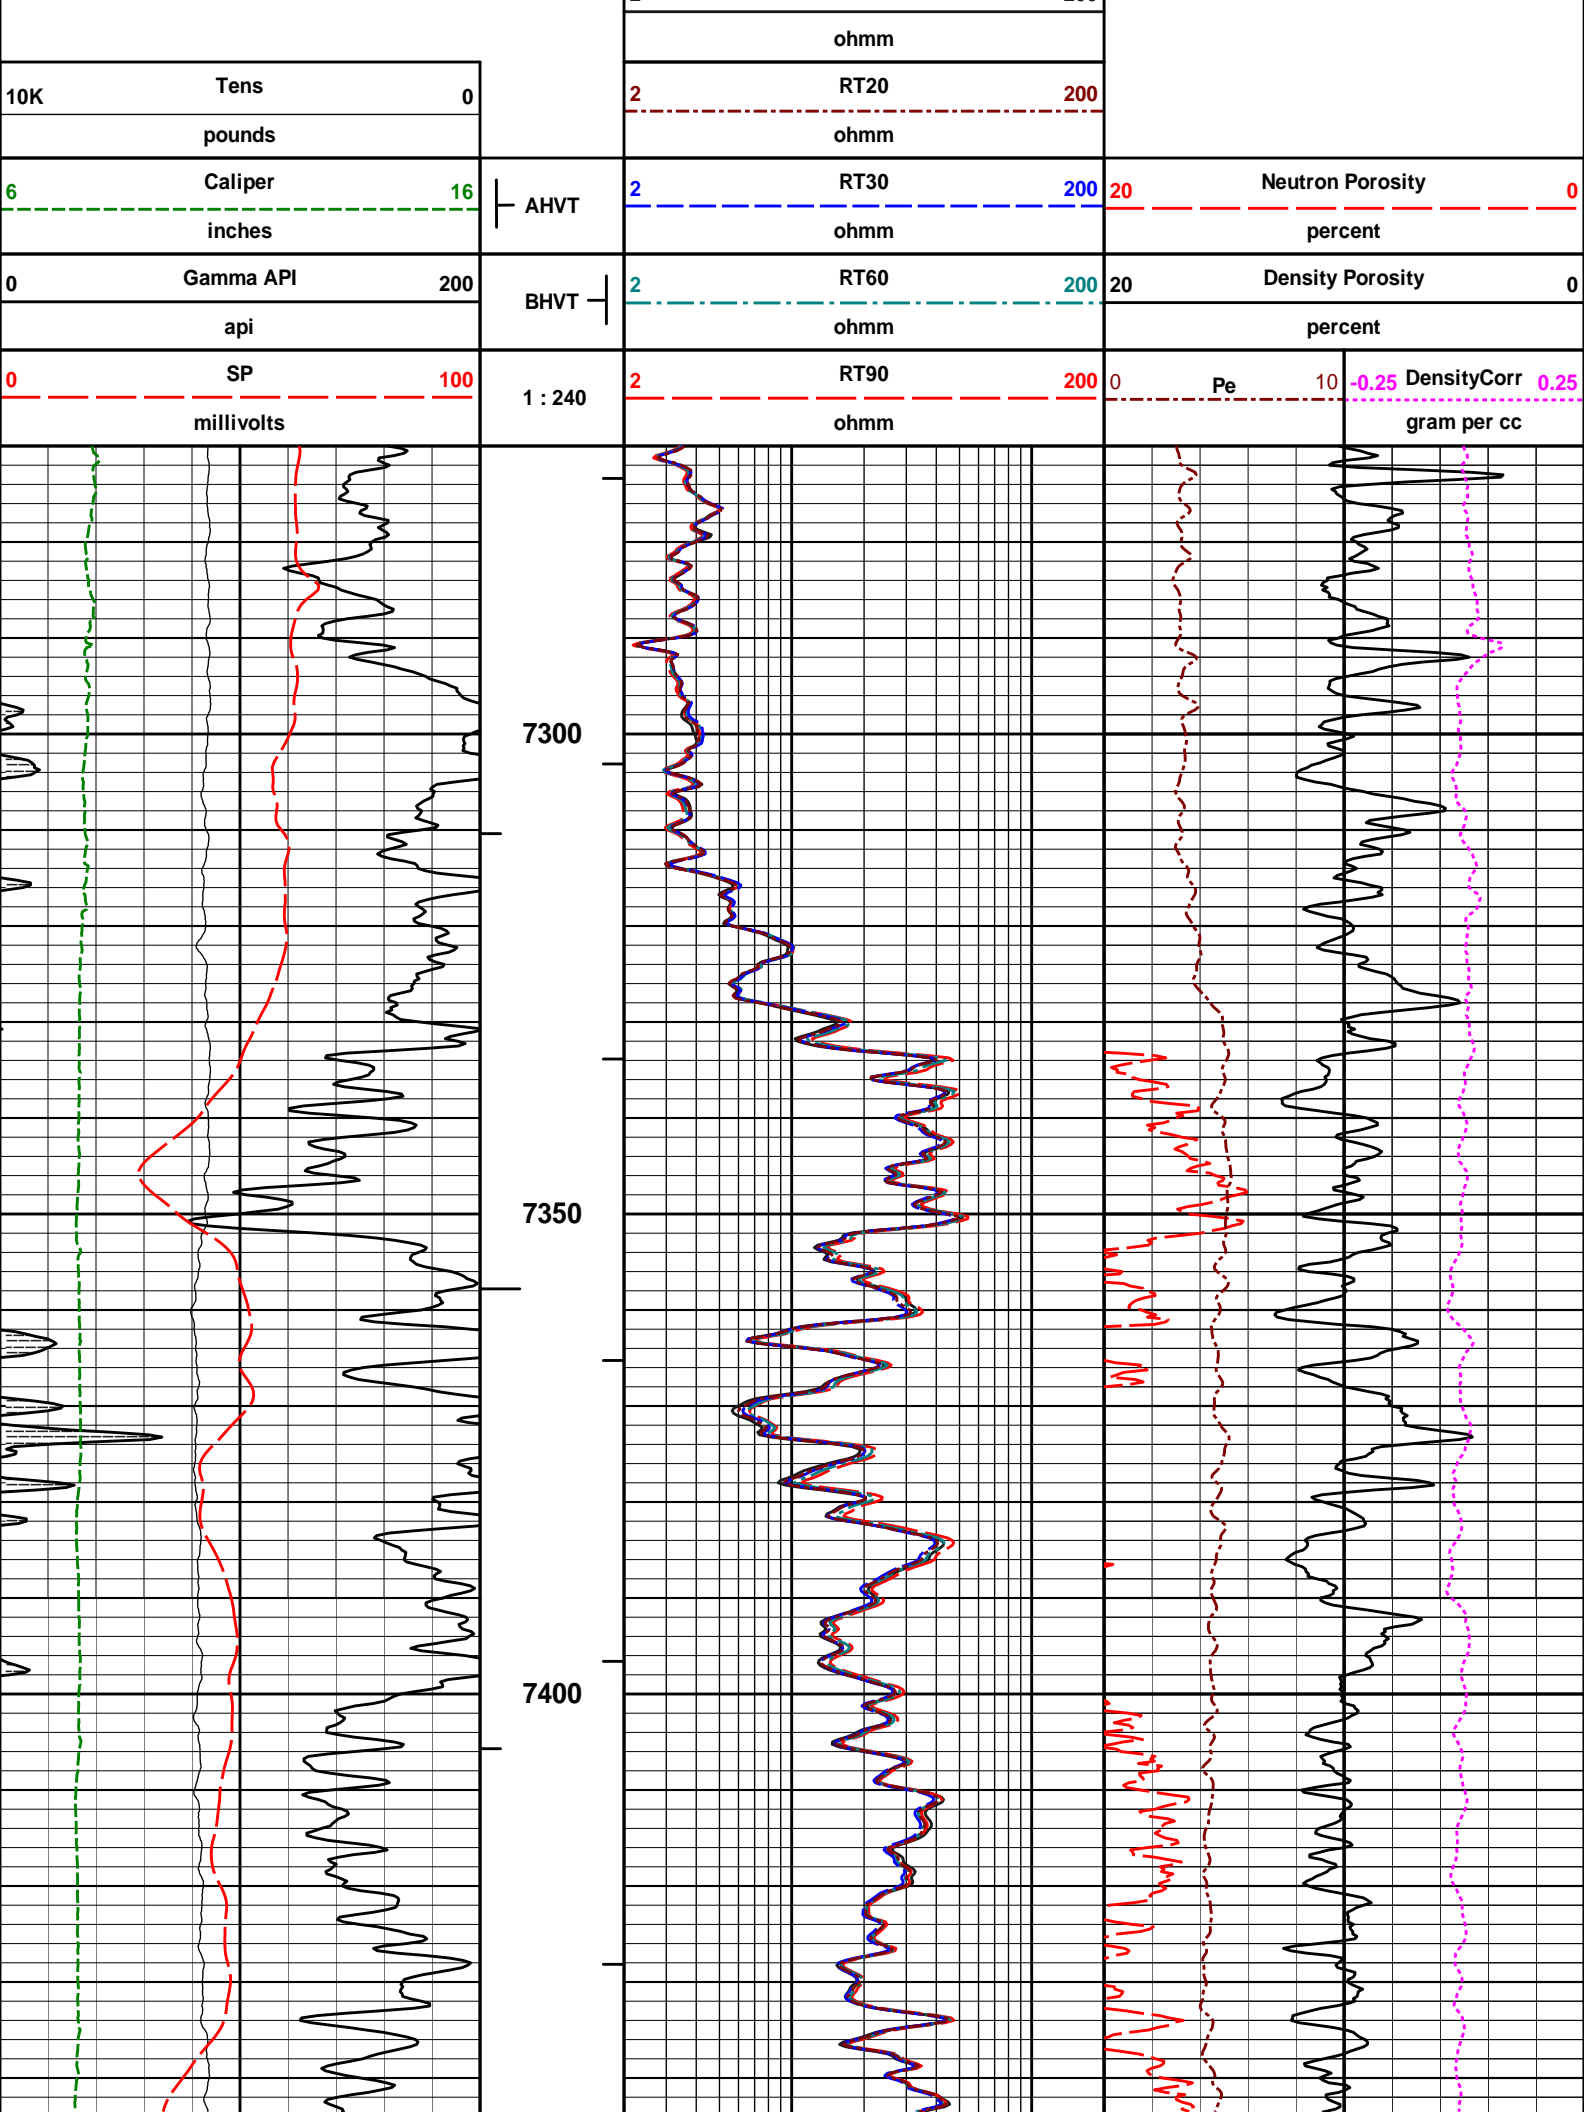 ohmm
Tens
10K 0
pounds
RT20
2 200
ohmm
Caliper
6 16
inches
AHVT
RT30
2 200
ohmm
Neutron Porosity
20 0
percent
Gamma API
0 200
api
BHVT
RT60
2 200
ohmm
Density Porosity
20 0
percent
SP
0 100
millivolts
1 : 240
RT90
2 200
ohmm
0 Pe 10
-0.25 DensityCorr 0.25
gram per cc
7300
7350
7400